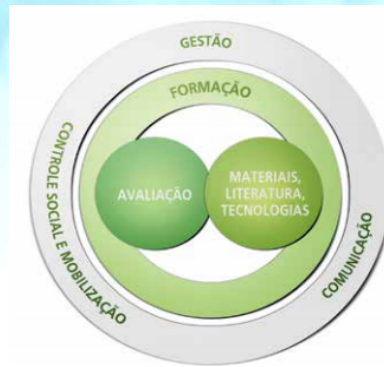 GESTÃO
FORMAÇÃO
AVALIAÇÃO
MATERIAIS,
LITERATURA,
TECNOLOGIAS
CONTROLE SOCIAL E MOBILIZAÇÃO
COMUNICAÇÃO